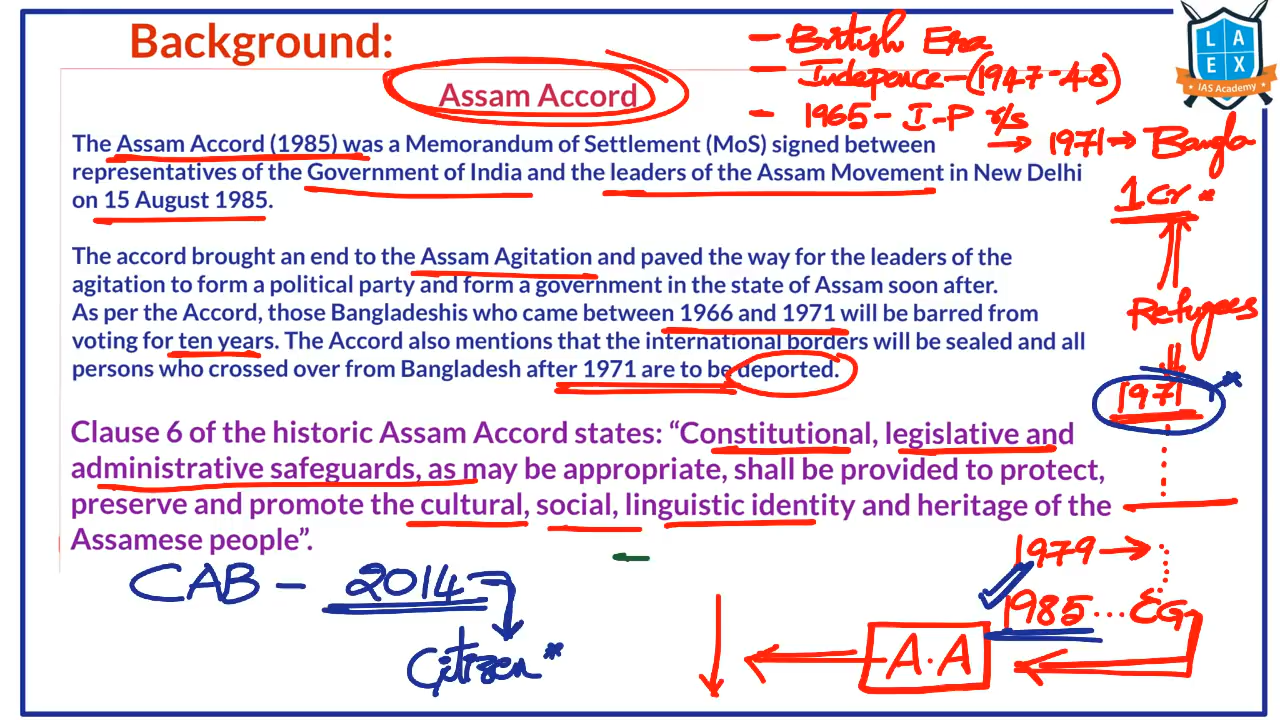 Background:
Assam Accord
The Assam Accord (1985) was a Memorandum of Settlement (MoS) signed between
representatives of the Government of India and the leaders of the Assam Movement in New Delhi
on 15 August 1985.
The accord brought an end to the Assam Agitation and paved the way for the leaders of the
agitation to form a political party and form a government in the state of Assam soon after.
As per the Accord, those Bangladeshis who came between 1966 and 1971 will be barred from
voting for ten years. The Accord also mentions that the international borders will be sealed and all
persons who crossed over from Bangladesh after 1971 are to be deported.
Clause 6 of the historic Assam Accord states: “Constitutional, legislative and
administrative safeguards, as may be appropriate, shall be provided to protect,
preserve and promote the cultural, social, linguistic identity and heritage of the
Assamese people”.
- British Era
- Indepence - (1947-48)
- 1965 - I-P r/s
→ 1971 → Bangla
1 Cr *
Refugees
1971 *
1979 →
1985 ... EG
A.A
CAB - 2014
Citizen *
L A
E X
IAS Academy